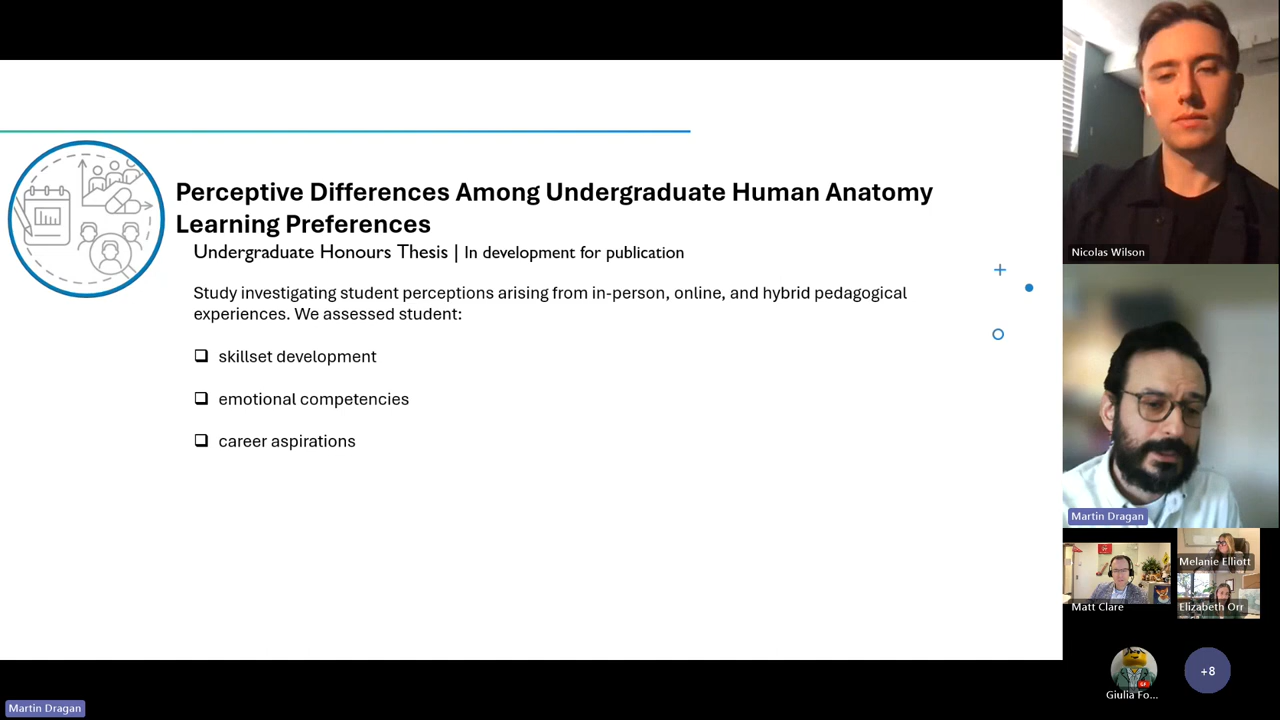 Perceptive Differences Among Undergraduate Human Anatomy
Learning Preferences
Undergraduate Honours Thesis | In development for publication
Study investigating student perceptions arising from in-person, online, and hybrid pedagogical
experiences. We assessed student:
skillset development
emotional competencies
career aspirations
Nicolas Wilson
Martin Dragan
Matt Clare
Melanie Elliott
Elizabeth Orr
Giulia Fo...
+8
Martin Dragan